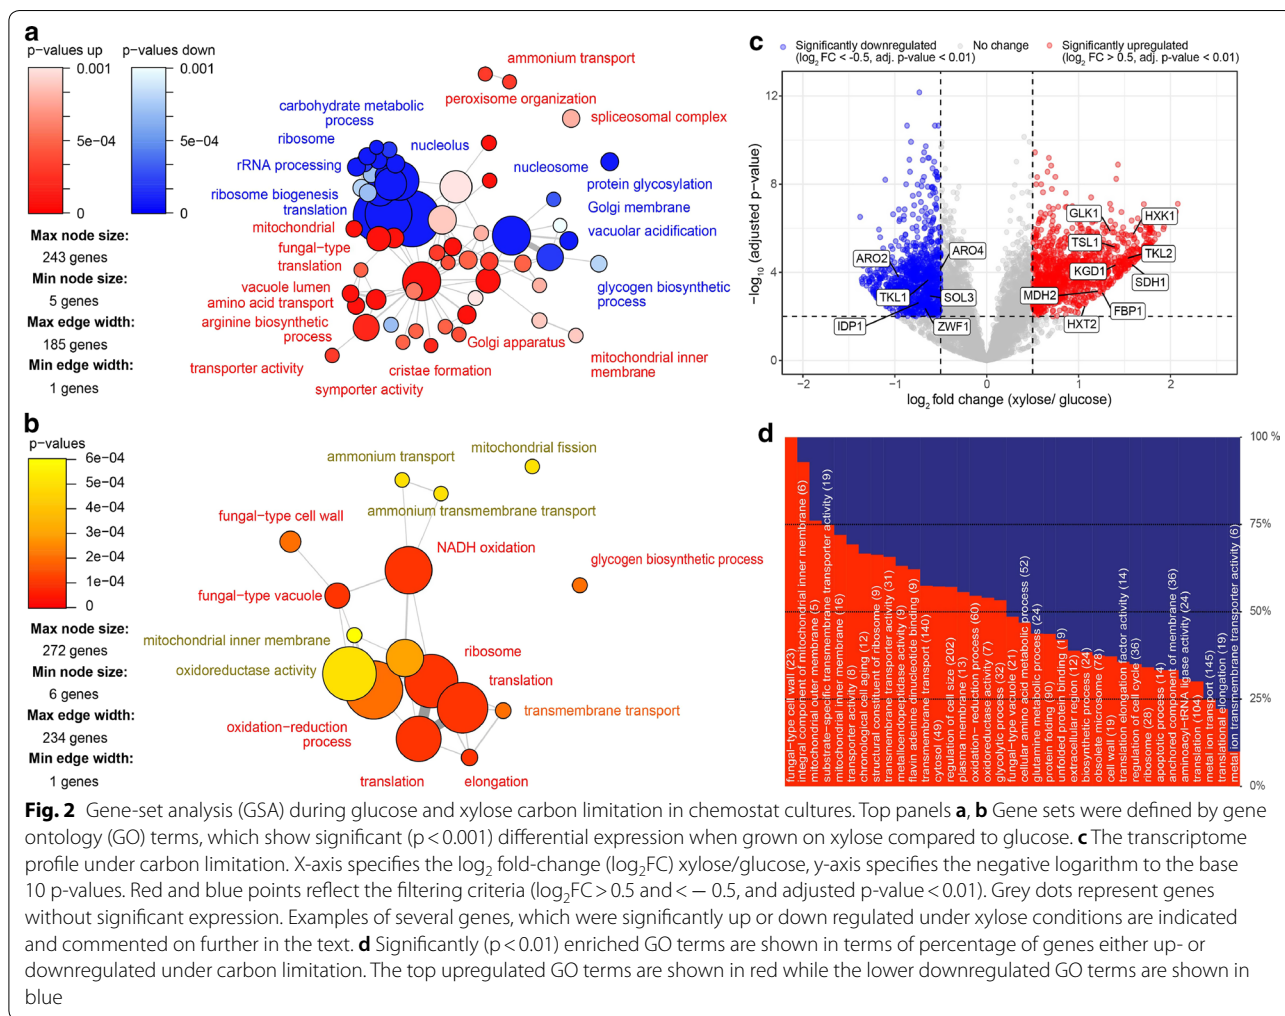 a
p−values up
p−values down
0.001
0.001
5e−04
5e−04
0
0
Max node size:
243 genes
Min node size:
5 genes
Max edge width:
185 genes
Min edge width:
1 genes
ammonium transport
peroxisome organization
spliceosomal complex
carbohydrate metabolic
process
ribosome
nucleolus
rRNA processing
nucleosome
ribosome biogenesis
protein glycosylation
translation
Golgi membrane
mitochondrial
vacuolar acidification
fungal−type
translation
vacuole lumen
glycogen biosynthetic
process
amino acid transport
arginine biosynthetic
process
Golgi apparatus
mitochondrial inner
membrane
transporter activity
cristae formation
symporter activity
b
p−values
6e−04
5e−04
4e−04
3e−04
2e−04
1e−04
0
Max node size:
272 genes
Min node size:
6 genes
Max edge width:
234 genes
Min edge width:
1 genes
mitochondrial fission
ammonium transport
ammonium transmembrane transport
fungal−type cell wall
NADH oxidation
glycogen biosynthetic process
fungal−type vacuole
mitochondrial inner membrane
oxidoreductase activity
ribosome
translation
transmembrane transport
oxidation−reduction
process
translation
elongation
c
Significantly downregulated
(log2 FC < -0.5, adj. p-value < 0.01)
No change
Significantly upregulated
(log2 FC > 0.5, adj. p-value < 0.01)
−log10 (adjusted p−value)
12
8
4
0
GLK1
HXK1
TSL1
TKL2
ARO2
ARO4
KGD1
SDH1
TKL1
SOL3
MDH2
FBP1
IDP1
ZWF1
HXT2
−2
−1
0
1
2
log2 fold change (xylose/ glucose)
d
100 %
75%
50%
25%
0%
fungal−type cell wall (23)
integral component of mitochondrial inner membrane (6)
mitochondrial outer membrane (5)
substrate−specific transmembrane transporter activity (19)
mitochondrial inner membrane (16)
transporter activity (8)
chronological cell aging (12)
structural constituent of ribosome (9)
transmembrane transporter activity (31)
metalloendopeptidase activity (9)
flavin adenine dinucleotide binding (9)
transmembrane transport (140)
cytosol (49)
regulation of cell size (202)
plasma membrane (13)
oxidation−reduction process (60)
oxidoreductase activity (7)
glycolytic process (32)
fungal−type vacuole (21)
cellular amino acid metabolic process (52)
glutamine metabolic process (24)
protein folding (90)
unfolded protein binding (19)
extracellular region (12)
biosynthetic process (24)
obsolete microsome (78)
cell wall (19)
translation elongation factor activity (14)
regulation of cell cycle (36)
ribosome (28)
apoptotic process (14)
anchored component of membrane (36)
aminoacyl−tRNA ligase activity (24)
translation (104)
metal ion transport (145)
translational elongation (19)
metal ion transmembrane transporter activity (6)
Fig. 2 Gene-set analysis (GSA) during glucose and xylose carbon limitation in chemostat cultures. Top panels a, b Gene sets were defined by gene
ontology (GO) terms, which show significant (p < 0.001) differential expression when grown on xylose compared to glucose. c The transcriptome
profile under carbon limitation. X-axis specifies the log2 fold-change (log2FC) xylose/glucose, y-axis specifies the negative logarithm to the base
10 p-values. Red and blue points reflect the filtering criteria (log2FC > 0.5 and < − 0.5, and adjusted p-value < 0.01). Grey dots represent genes
without significant expression. Examples of several genes, which were significantly up or down regulated under xylose conditions are indicated
and commented on further in the text. d Significantly (p < 0.01) enriched GO terms are shown in terms of percentage of genes either up- or
downregulated under carbon limitation. The top upregulated GO terms are shown in red while the lower downregulated GO terms are shown in
blue